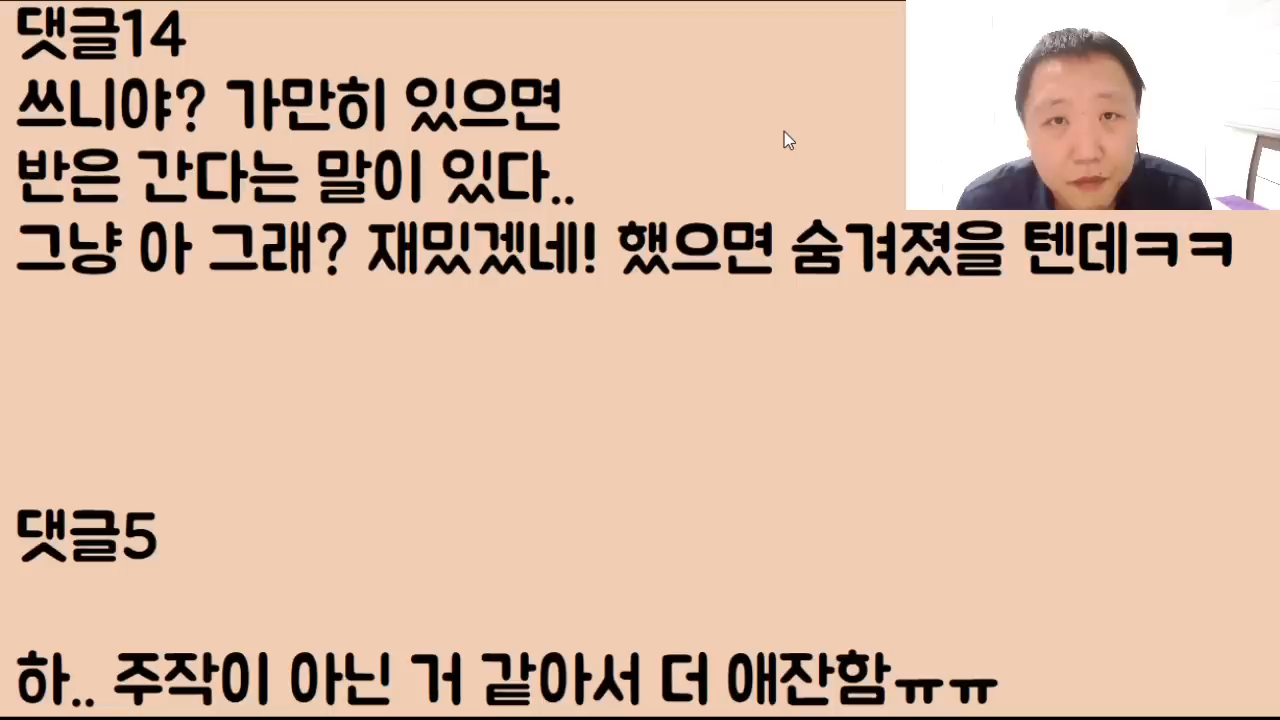 댓글14
쓰니야? 가만히 있으면
반은 간다는 말이 있다..
그냥 아 그래? 재밌겠네! 했으면 숨겨졌을 텐데ㅋㅋ
댓글5
하.. 주작이 아닌 거 같아서 더 애잔함ㅠㅠ